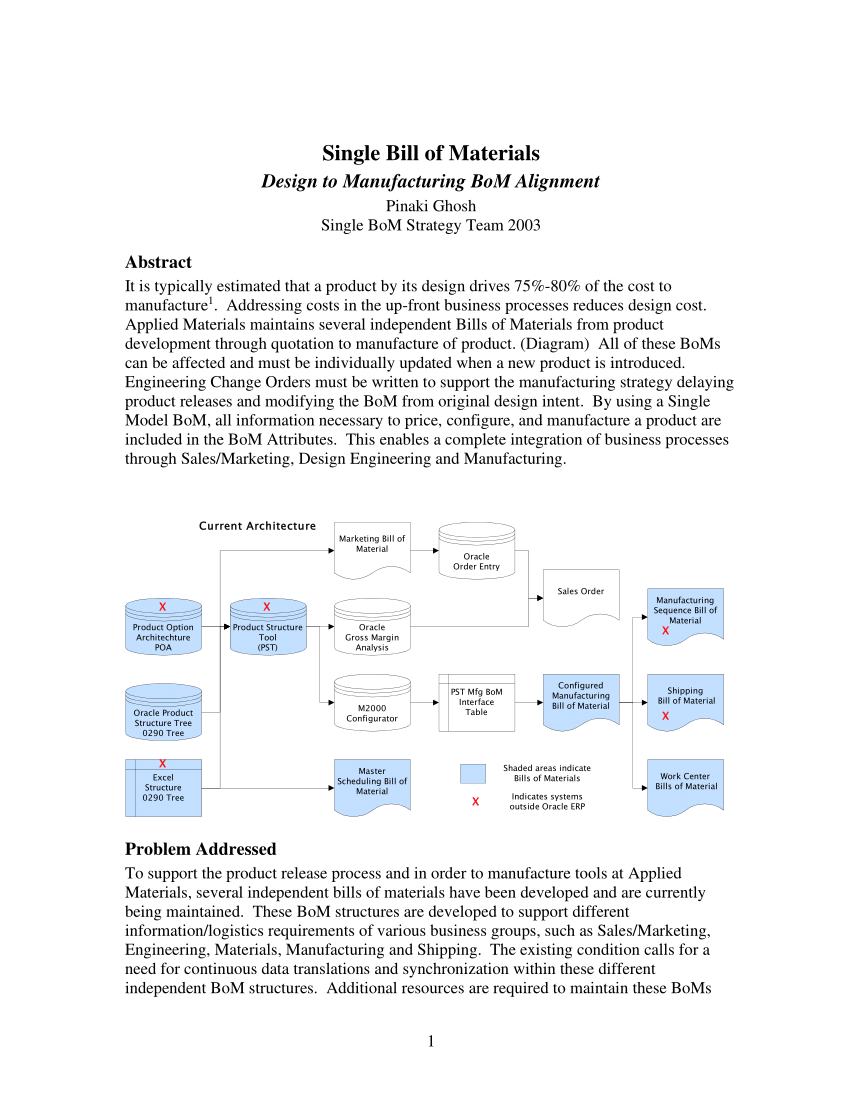 Single Bill of Materials
Design to Manufacturing BoM Alignment
Pinaki Ghosh
Single BoM Strategy Team 2003
Abstract
It is typically estimated that a product by its design drives 75%-80% of the cost to
manufacture1. Addressing costs in the up-front business processes reduces design cost.
Applied Materials maintains several independent Bills of Materials from product
development through quotation to manufacture of product. (Diagram) All of these BoMs
can be affected and must be individually updated when a new product is introduced.
Engineering Change Orders must be written to support the manufacturing strategy delaying
product releases and modifying the BoM from original design intent. By using a Single
Model BoM, all information necessary to price, configure, and manufacture a product are
included in the BoM Attributes. This enables a complete integration of business processes
through Sales/Marketing, Design Engineering and Manufacturing.
Current Architecture
Marketing Bill of
Material
Oracle
Order Entry
Sales Order
Manufacturing
Sequence Bill of
Material
X
X
Product Option
Architechture
POA
X
Product Structure
Tool
(PST)
Oracle
Gross Margin
Analysis
Oracle Product
Structure Tree
0290 Tree
M2000
Configurator
PST Mfg BoM
Interface
Table
Configured
Manufacturing
Bill of Material
Shipping
Bill of Material
X
X
Excel
Structure
0290 Tree
Master
Scheduling Bill of
Material
Shaded areas indicate
Bills of Materials
X
Indicates systems
outside Oracle ERP
Work Center
Bills of Material
Problem Addressed
To support the product release process and in order to manufacture tools at Applied
Materials, several independent bills of materials have been developed and are currently
being maintained. These BoM structures are developed to support different
information/logistics requirements of various business groups, such as Sales/Marketing,
Engineering, Materials, Manufacturing and Shipping. The existing condition calls for a
need for continuous data translations and synchronization within these different
independent BoM structures. Additional resources are required to maintain these BoMs
1